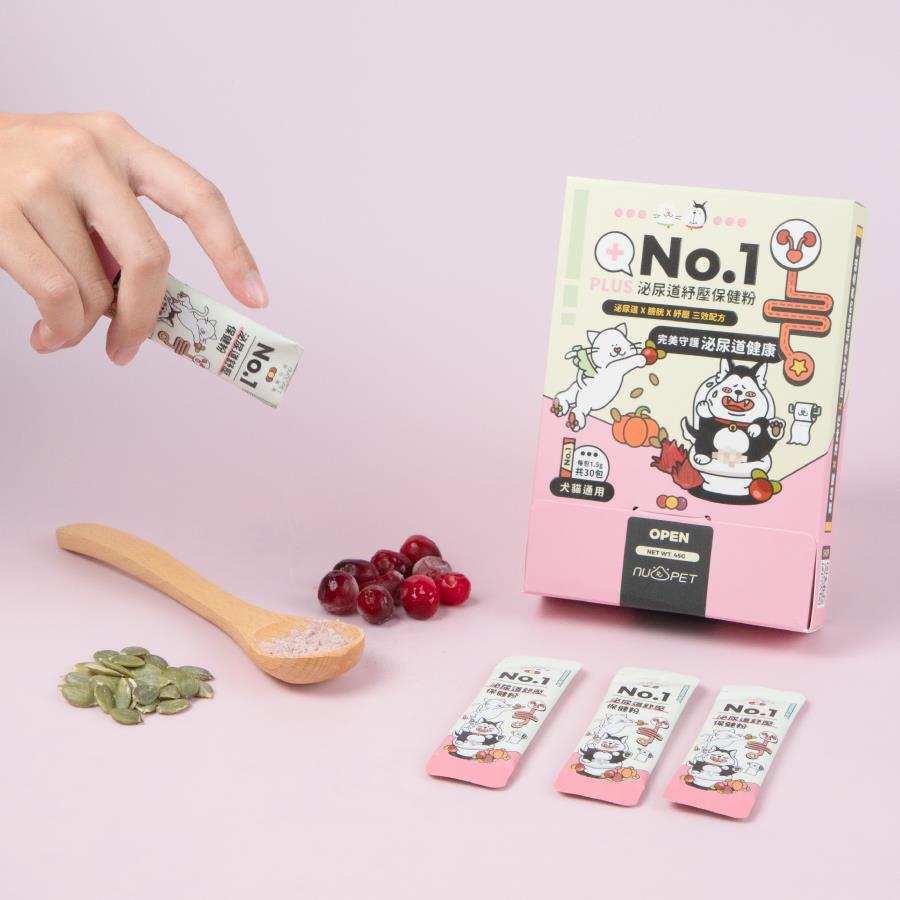 No.1
PLUS 泌尿道紓壓保健粉
泌尿道 X 膀胱 X 紓壓 三效配方
完美守護 泌尿道健康
No.1
每包1.5g
共30包
犬貓通用
OPEN
NET WT. 45G
nu PET
No.1
泌尿道紓壓
保健粉
No.1
泌尿道紓壓
保健粉
No.1
泌尿道紓壓
保健粉
No.1
泌尿道紓壓
保健粉